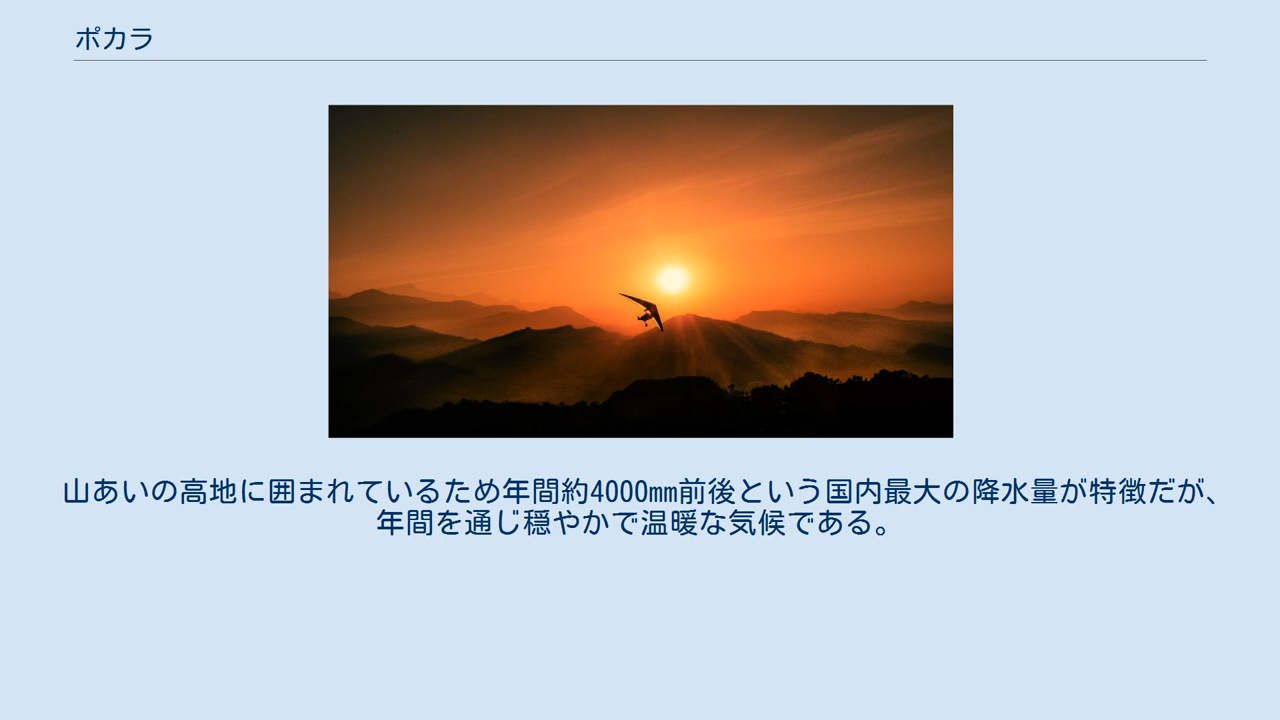 ポカラ
山あいの高地に囲まれているため年間約4000㎜前後という国内最大の降水量が特徴だが、
年間を通じ穏やかで温暖な気候である。